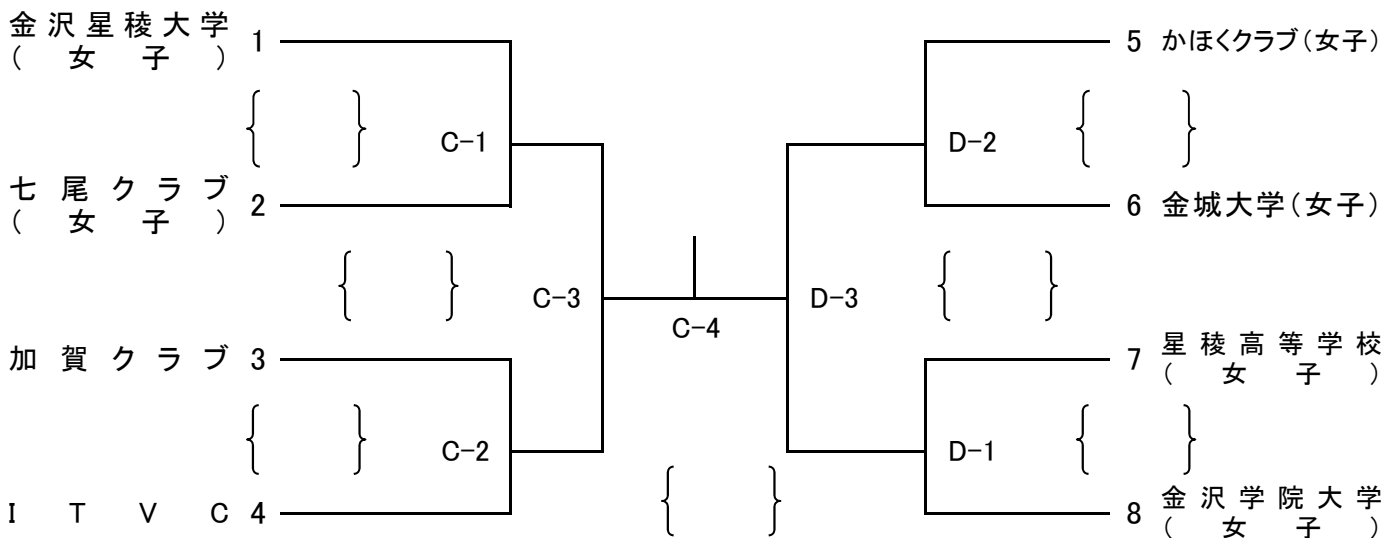 金沢星稜大学
(女子) 1
5 かほくクラブ(女子)
C-1
D-2
七尾クラブ
(女子) 2
6 金城大学(女子)
C-3
D-3
C-4
加賀クラブ 3
7 星稜高等学校
(女子)
C-2
D-1
ITVC 4
8 金沢学院大学
(女子)